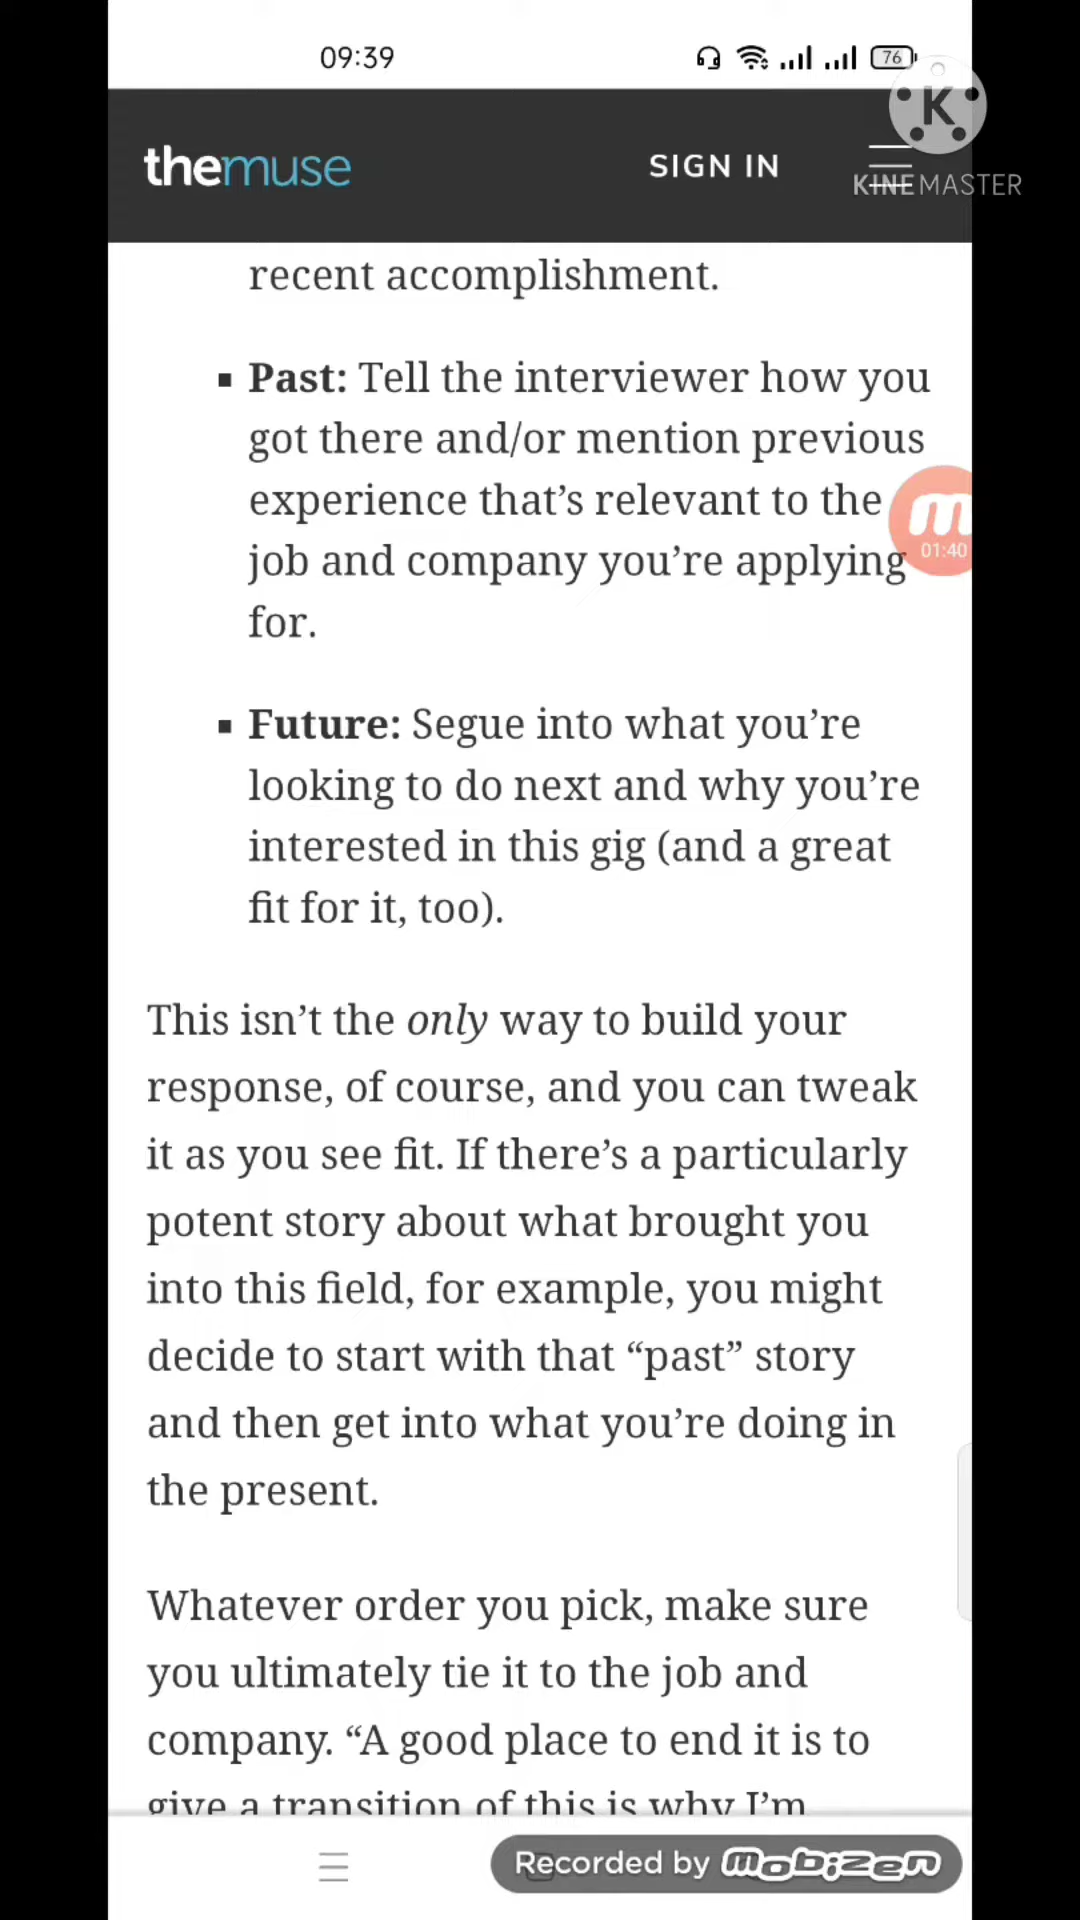 09:39
76
K
KINEMASTER
themuse
SIGN IN
recent accomplishment.
▪ Past: Tell the interviewer how you
got there and/or mention previous
experience that’s relevant to the
job and company you’re applying
for.
m
01:40
▪ Future: Segue into what you’re
looking to do next and why you’re
interested in this gig (and a great
fit for it, too).
This isn’t the only way to build your
response, of course, and you can tweak
it as you see fit. If there’s a particularly
potent story about what brought you
into this field, for example, you might
decide to start with that “past” story
and then get into what you’re doing in
the present.
Whatever order you pick, make sure
you ultimately tie it to the job and
company. “A good place to end it is to
give a transition of this is why I’m
Recorded by mobizen